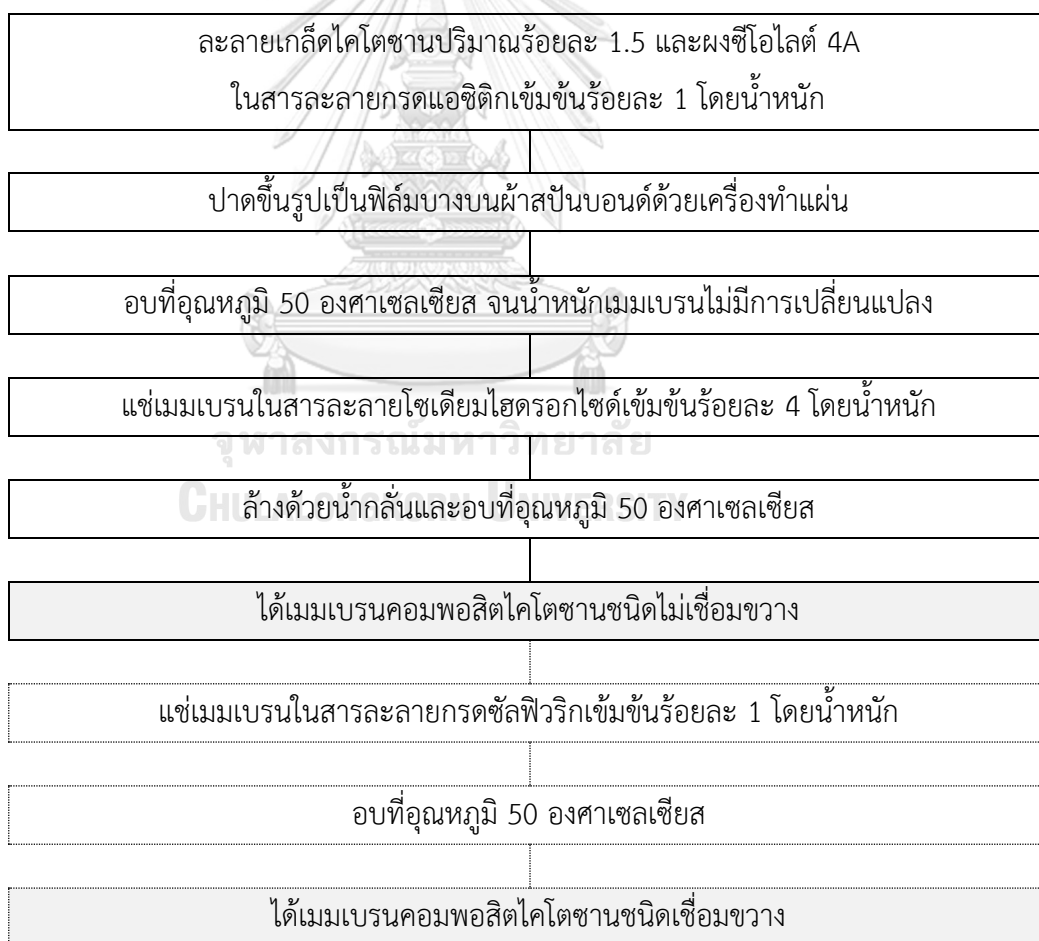 ละลายเกล็ดไคโตซานปริมาณร้อยละ 1.5 และผงซีโอไลต์ 4A
ในสารละลายกรดแอซิติกเข้มข้นร้อยละ 1 โดยน้ำหนัก
ปาดขึ้นรูปเป็นฟิล์มบางบนผ้าสปันบอนด์ด้วยเครื่องทำแผ่น
อบที่อุณหภูมิ 50 องศาเซลเซียส จนน้ำหนักเมมเบรนไม่มีการเปลี่ยนแปลง
แช่เมมเบรนในสารละลายโซเดียมไฮดรอกไซด์เข้มข้นร้อยละ 4 โดยน้ำหนัก
จุฬาลงกรณ์มหาวิทยาลัย
CHULALONGKORN UNIVERSITY
ล้างด้วยน้ำกลั่นและอบที่อุณหภูมิ 50 องศาเซลเซียส
ได้เมมเบรนคอมพอสิตไคโตซานชนิดไม่เชื่อมขวาง
แช่เมมเบรนในสารละลายกรดซัลฟิวริกเข้มข้นร้อยละ 1 โดยน้ำหนัก
อบที่อุณหภูมิ 50 องศาเซลเซียส
ได้เมมเบรนคอมพอสิตไคโตซานชนิดเชื่อมขวาง